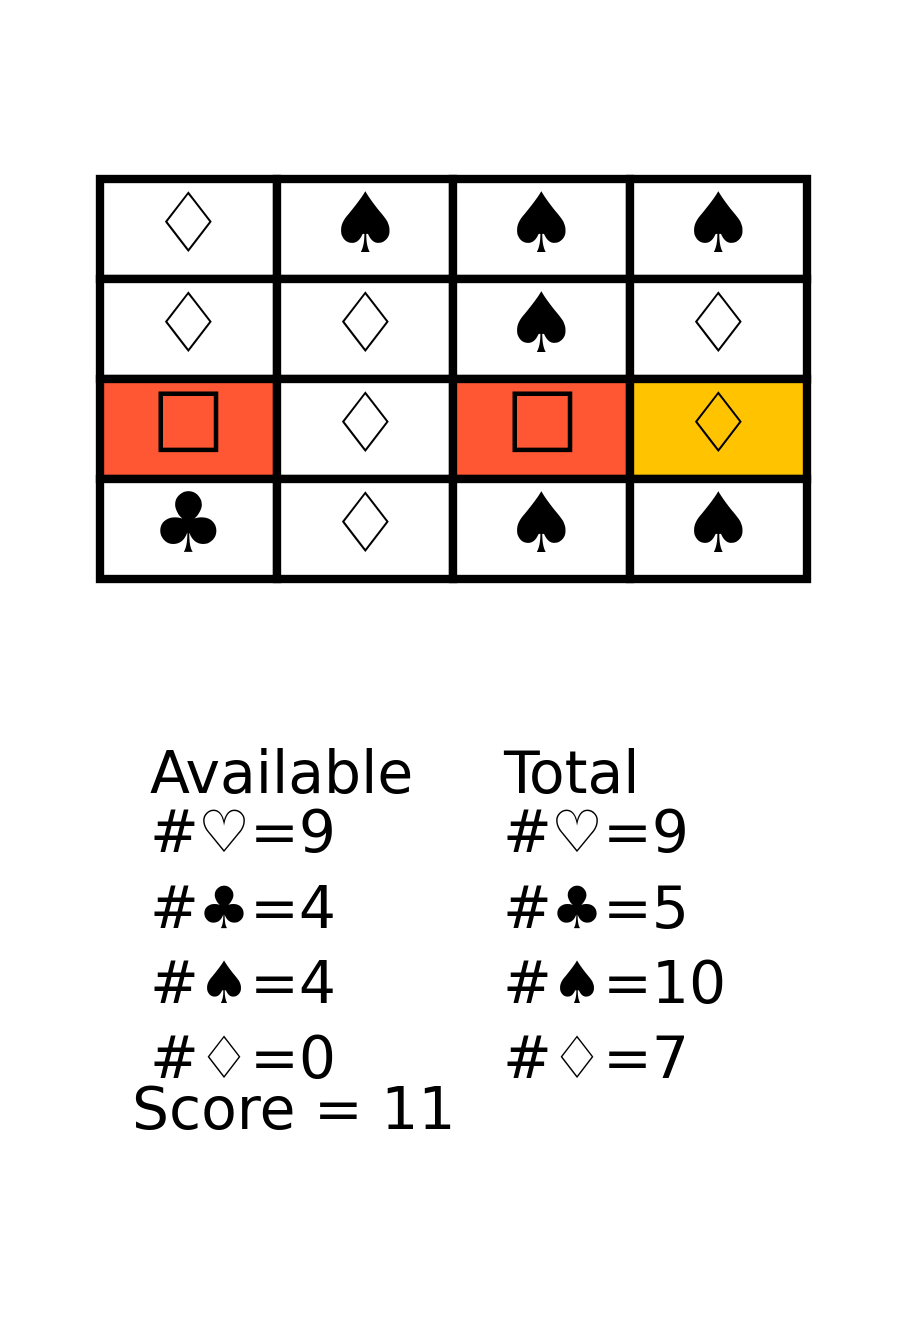 ♢ ♠ ♠ ♠
♢ ♢ ♠ ♢
□ ♢ □ ♢
♣ ♢ ♠ ♠
Available Total
#♡=9 #♡=9
#♣=4 #♣=5
#♠=4 #♠=10
#♢=0 #♢=7
Score = 11